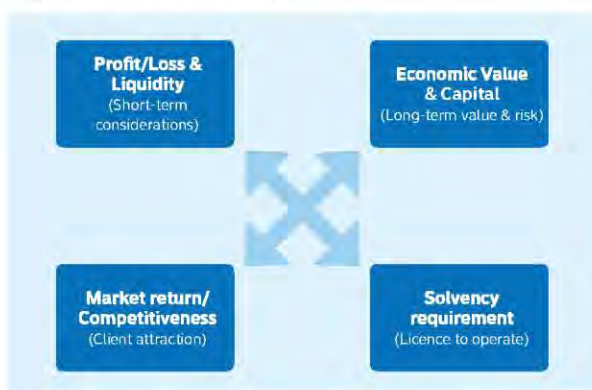 Profit/Loss &
Liquidity
(Short-term
considerations)
Economic Value
& Capital
(Long-term value & risk)
Market return/
Competitiveness
(Client attraction)
Solvency
requirement
(Licence to operate)